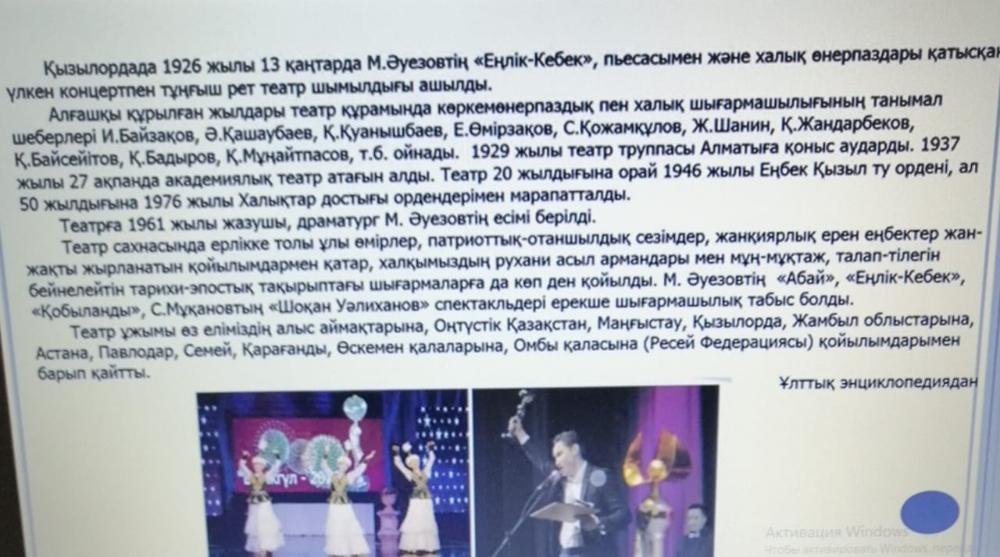 Қызылордада 1926 жылы 13 қаңтарда М.Әуезовтің «Еңлік-Кебек», пьесасымен және халық өнерпаздары қатысқан
үлкен концертпен тұңғыш рет театр шымылдығы ашылды.
Алғашқы құрылған жылдары театр құрамында көркемөнерпаздық пен халық шығармашылығының танымал
шеберлері И.Байзақов, Ә.Қашаубаев, Қ.Қуанышбаев, Е.Өмірзақов, С.Қожамқұлов, Ж.Шанин, Қ.Жандарбеков,
Қ.Байсейітов, Қ.Бадыров, Қ.Мұңайтпасов, т.б. ойнады. 1929 жылы театр труппасы Алматыға қоныс аударды. 1937
жылы 27 ақпанда академиялық театр атағын алды. Театр 20 жылдығына орай 1946 жылы Еңбек Қызыл ту ордені, ал
50 жылдығына 1976 жылы Халықтар достығы ордендерімен марапатталды.
Театрға 1961 жылы жазушы, драматург М. Әуезовтің есімі берілді.
Театр сахнасында ерлікке толы ұлы өмірлер, патриоттық-отаншылдық сезімдер, жанқиярлық ерен еңбектер жан-
жақты жырланатын қойылымдармен қатар, халқымыздың рухани асыл армандары мен мұң-мұқтаж, талап-тілегін
бейнелейтін тарихи-эпостық тақырыптағы шығармаларға да көп ден қойылды. М. Әуезовтің «Абай», «Еңлік-Кебек»,
«Қобыланды», С.Мұқановтың «Шоқан Уәлиханов» спектакльдері ерекше шығармашылық табыс болды.
Театр ұжымы өз еліміздің алыс аймақтарына, Оңтүстік Қазақстан, Маңғыстау, Қызылорда, Жамбыл облыстарына,
Астана, Павлодар, Семей, Қарағанды, Өскемен қалаларына, Омбы қаласына (Ресей Федерациясы) қойылымдарымен
барып қайтты.
Ұлттық энциклопедиядан
Активация Windows
Чтобы активировать Windows,